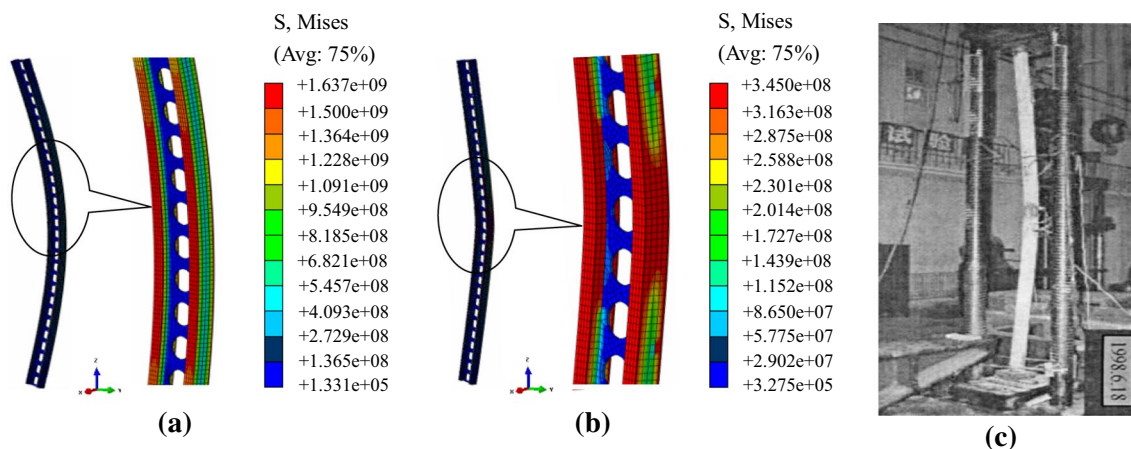 S, Mises
(Avg: 75%)
+1.637e+09
+1.500e+09
+1.364e+09
+1.228e+09
+1.091e+09
+9.549e+08
+8.185e+08
+6.821e+08
+5.457e+08
+4.093e+08
+2.729e+08
+1.365e+08
+1.331e+05
(a)
S, Mises
(Avg: 75%)
+3.450e+08
+3.163e+08
+2.875e+08
+2.588e+08
+2.301e+08
+2.014e+08
+1.727e+08
+1.439e+08
+1.152e+08
+8.650e+07
+5.775e+07
+2.902e+07
+3.275e+05
(b)
试验
1998.6.18
(c)